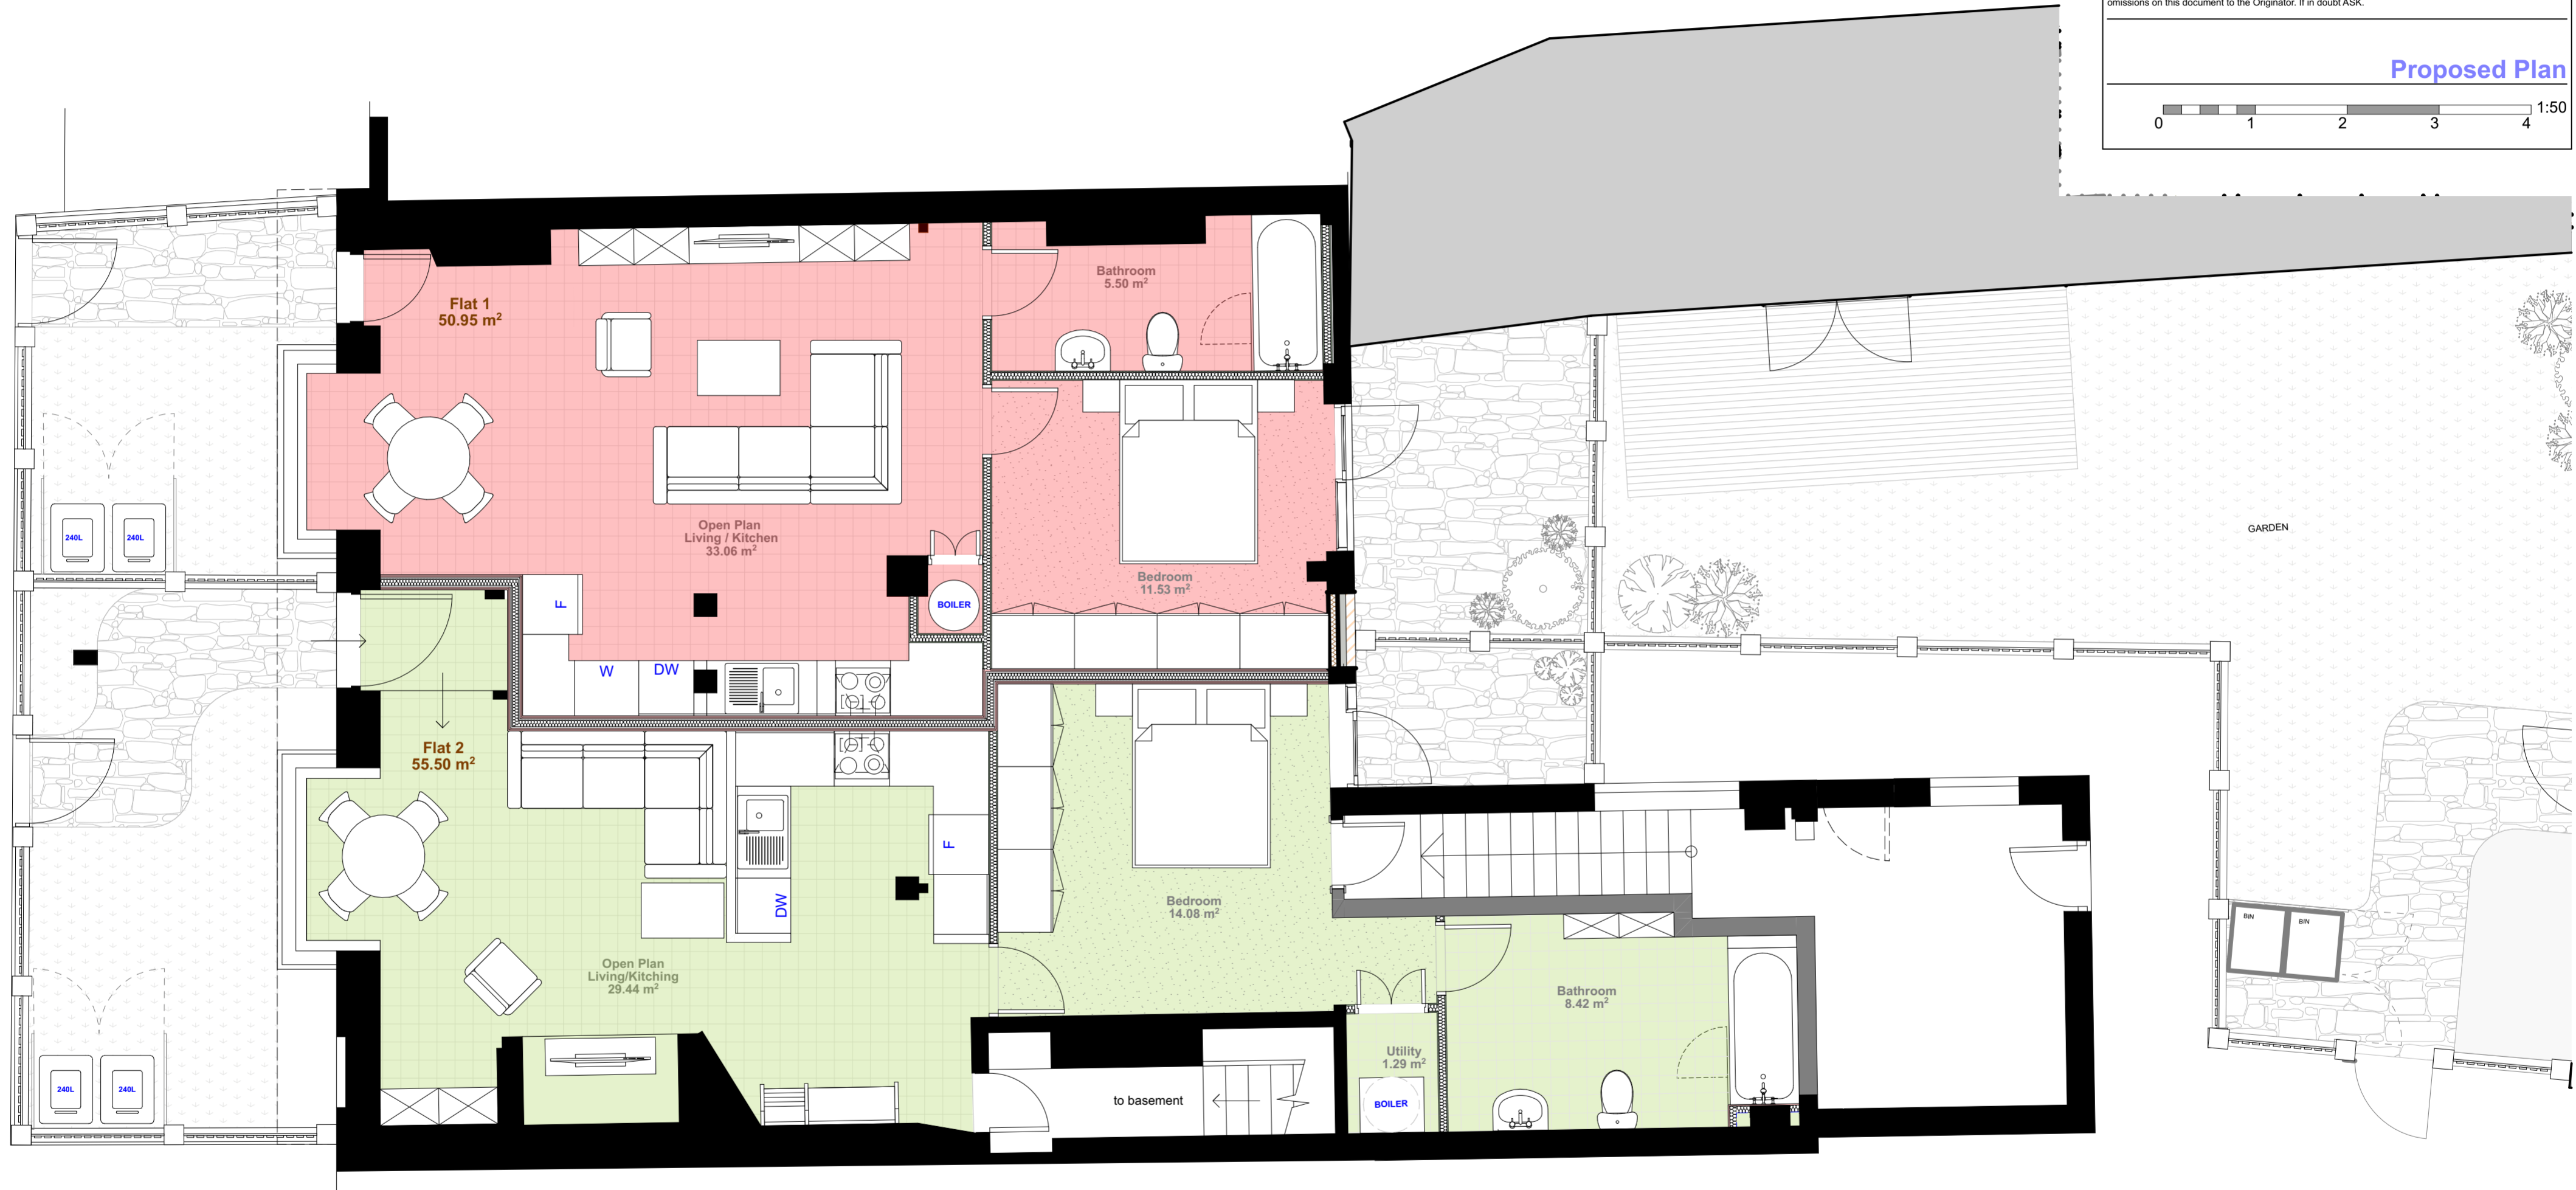 omissions on this document to the Originator. If in doubt ASK.
Proposed Plan
1:50
0 1 2 3 4
Bathroom
5.50 m²
Flat 1
50.95 m²
Open Plan
Living / Kitchen
33.06 m²
240L 240L
GARDEN
Bedroom
11.53 m²
F
BOILER
W DW
Flat 2
55.50 m²
F
DW
Bedroom
14.08 m²
BIN BIN
Open Plan
Living/Kitching
29.44 m²
Bathroom
8.42 m²
Utility
1.29 m²
240L 240L
to basement
BOILER